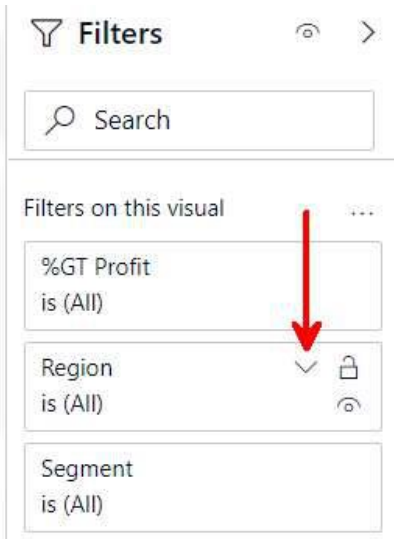 Filters
Search
Filters on this visual
%GT Profit
is (All)
Region
is (All)
Segment
is (All)